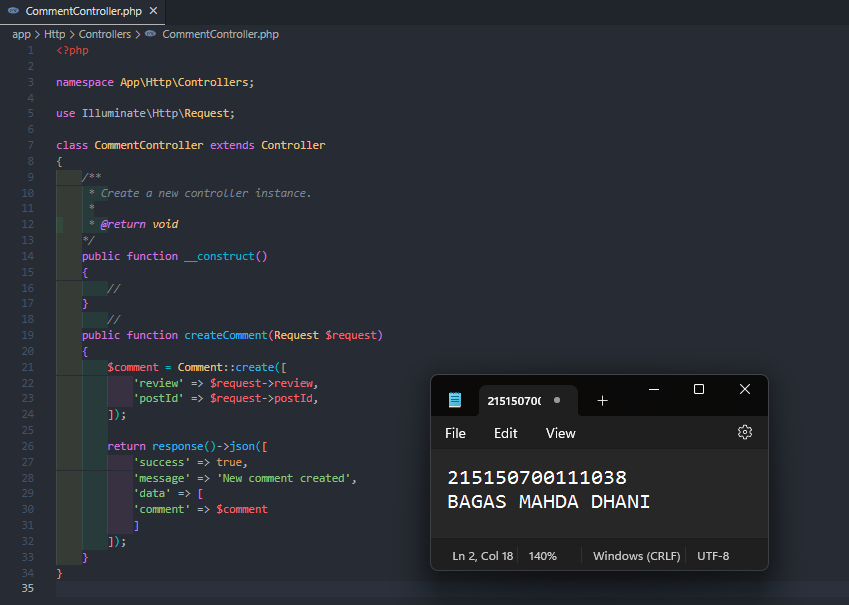 CommentController.php ×
app > Http > Controllers > CommentController.php
1 <?php
2
3 namespace App\Http\Controllers;
4
5 use Illuminate\Http\Request;
6
7 class CommentController extends Controller
8 {
9 /**
10 * Create a new controller instance.
11 *
12 * @return void
13 */
14 public function __construct()
15 {
16 //
17 }
18 //
19 public function createComment(Request $request)
20 {
21 $comment = Comment::create([
22 'review' => $request->review,
23 'postId' => $request->postId,
24 ]);
25
26 return response()->json([
27 'success' => true,
28 'message' => 'New comment created',
29 'data' => [
30 'comment' => $comment
31 ]
32 ]);
33 }
34 }
35
21515070(
File Edit View
215150700111038
BAGAS MAHDA DHANI
Ln 2, Col 18 140% Windows (CRLF) UTF-8